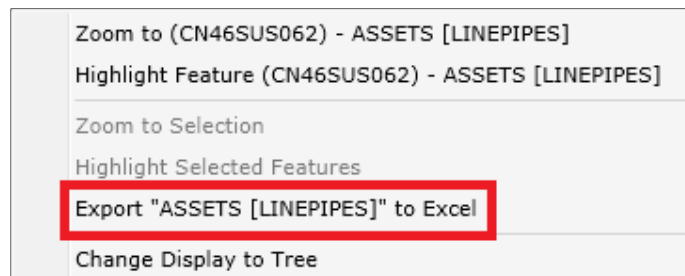 Zoom to (CN46SUS062) - ASSETS [LINEPIPES]
Highlight Feature (CN46SUS062) - ASSETS [LINEPIPES]
Zoom to Selection
Highlight Selected Features
Export "ASSETS [LINEPIPES]" to Excel
Change Display to Tree